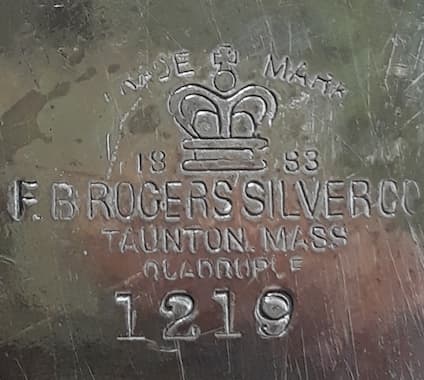 TRADE MARK
18 83
F. B ROGERS SILVER CO
TAUNTON. MASS
QUADRUPLE
1219